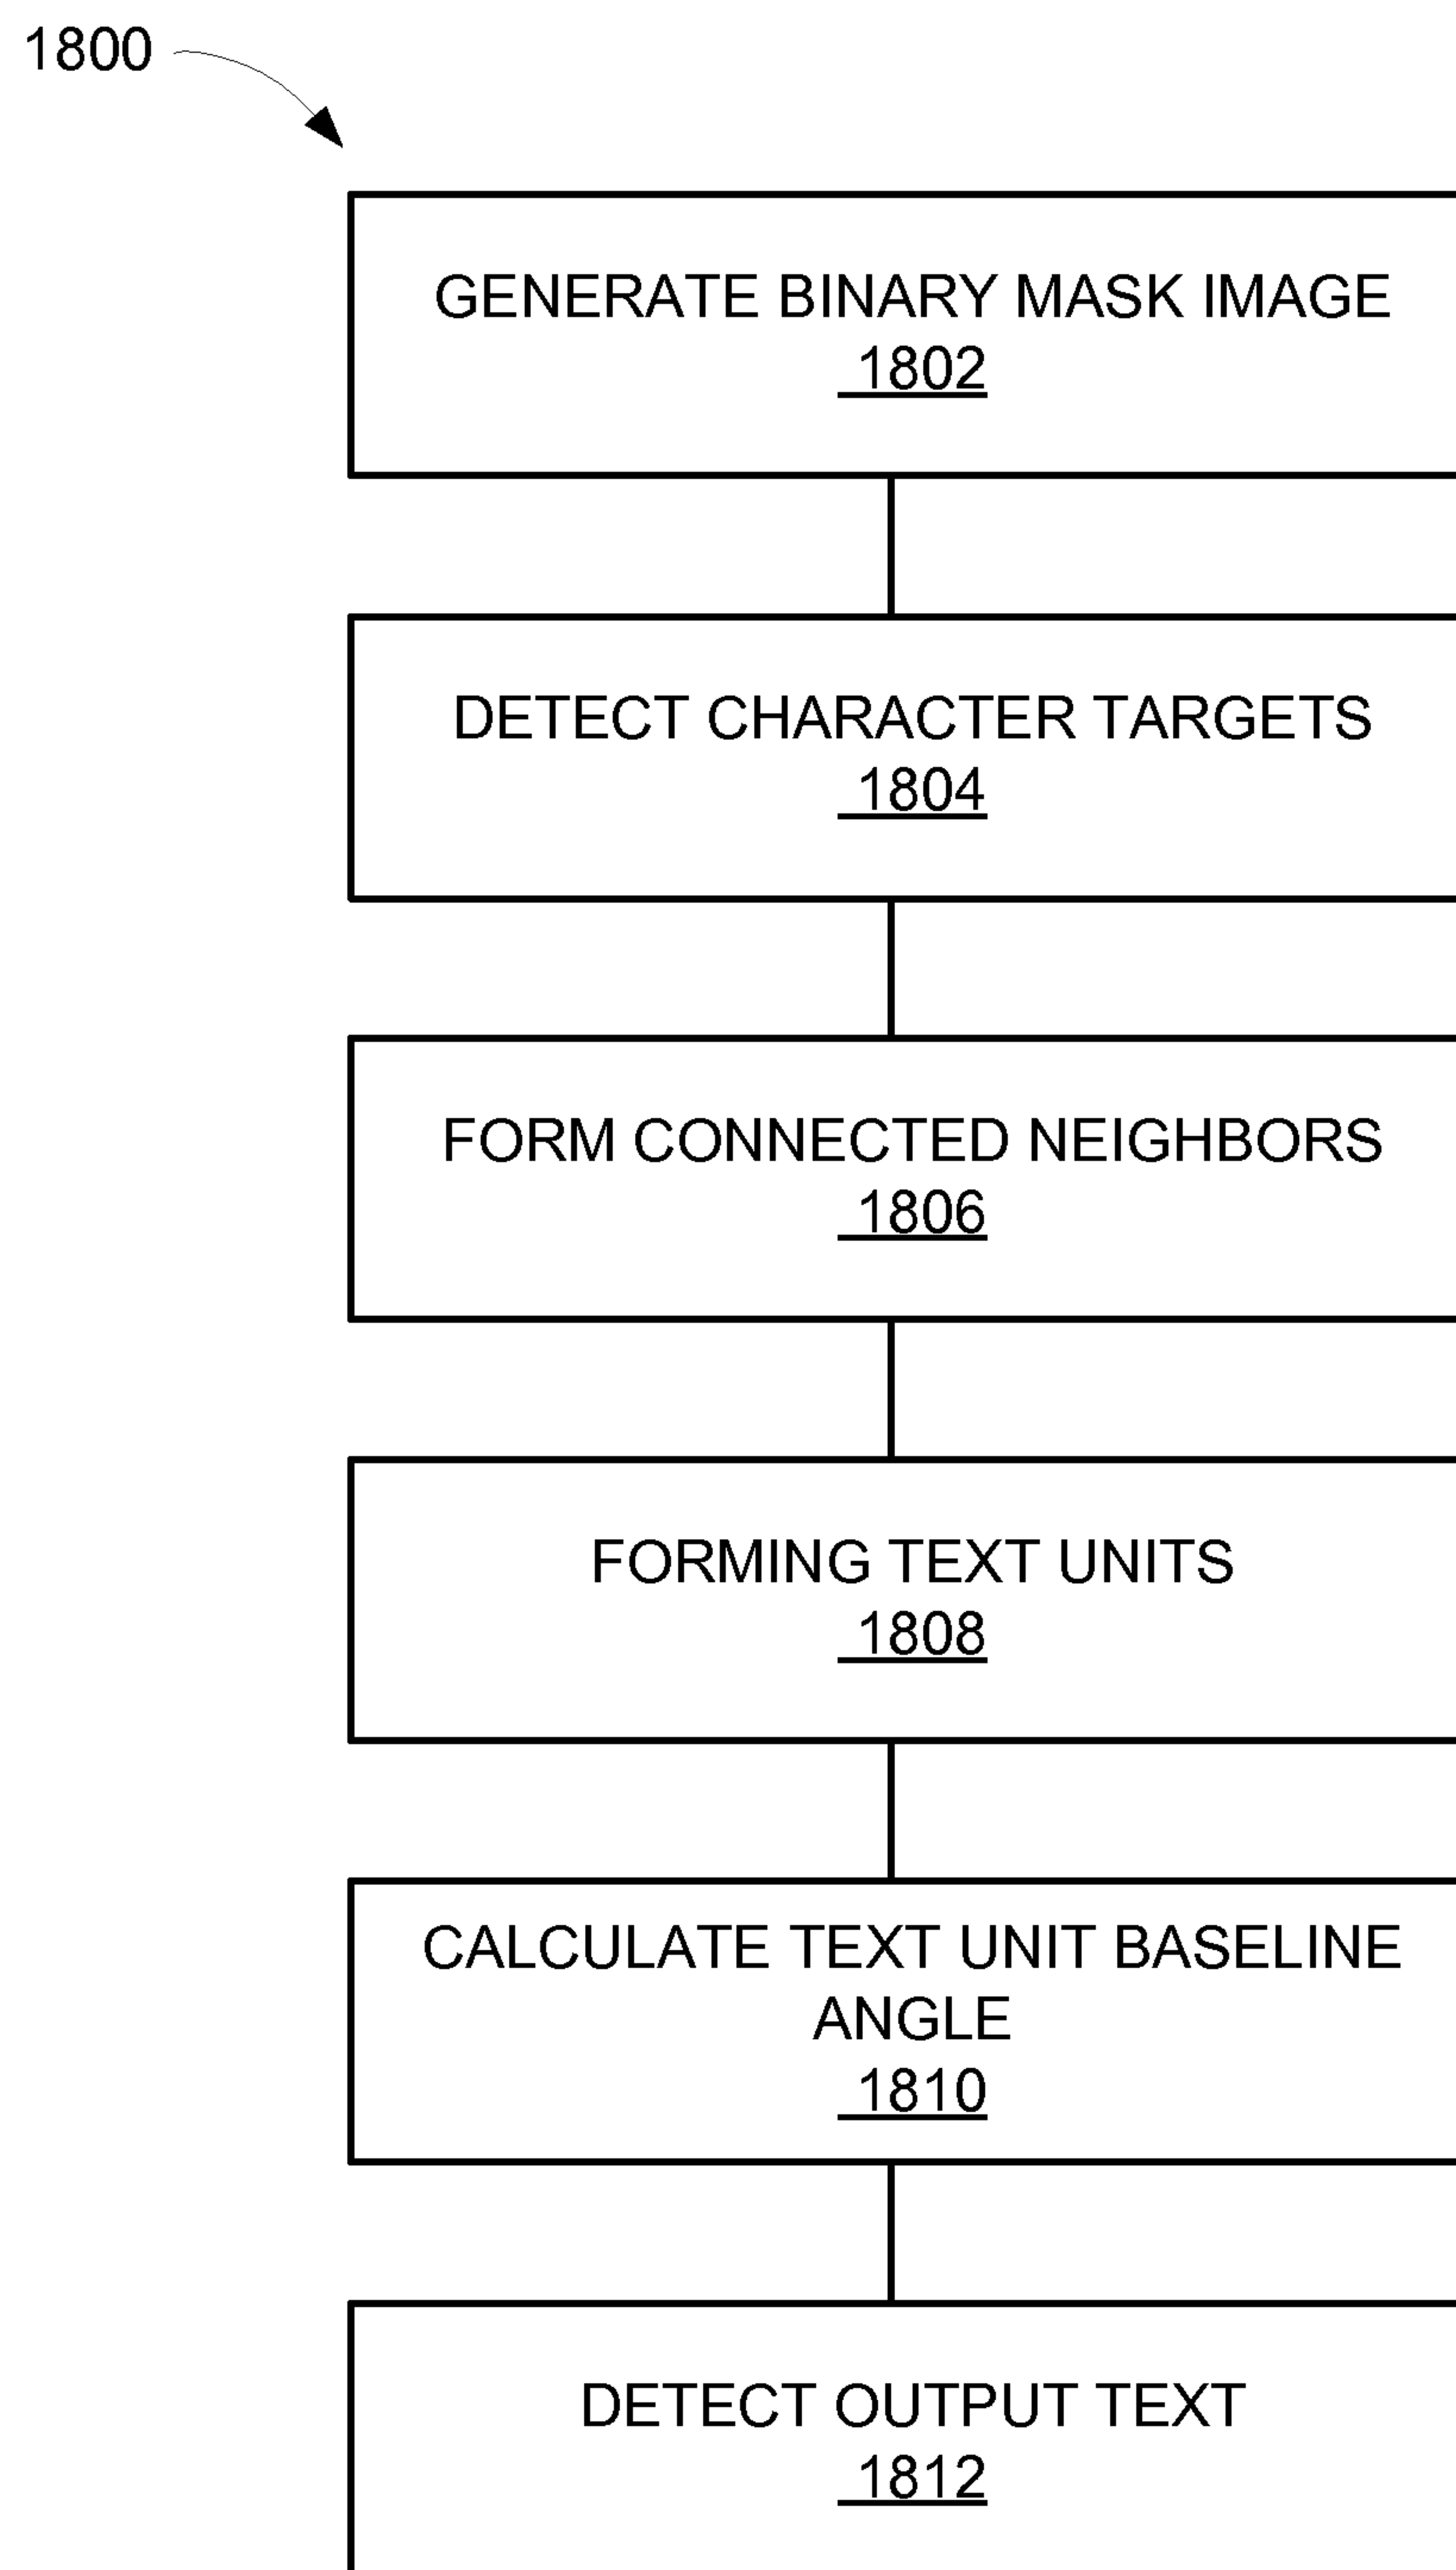 1800
GENERATE BINARY MASK IMAGE
1802
DETECT CHARACTER TARGETS
1804
FORM CONNECTED NEIGHBORS
1806
FORMING TEXT UNITS
1808
CALCULATE TEXT UNIT BASELINE
ANGLE
1810
DETECT OUTPUT TEXT
1812